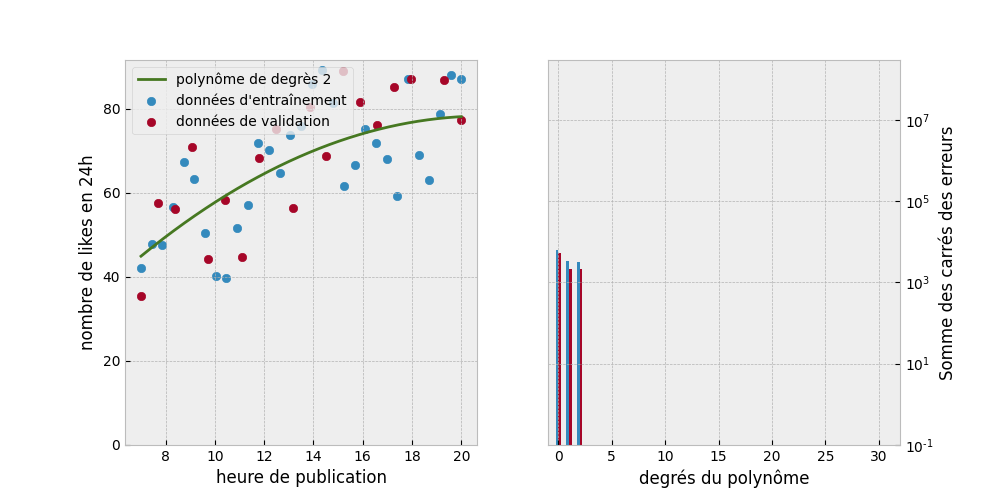 polynôme de degrès 2
données d'entraînement
données de validation
nombre de likes en 24h
80
60
40
20
0
8 10 12 14 16 18 20
heure de publication
10^7
10^5
10^3
10^1
10^-1
Somme des carrés des erreurs
0 5 10 15 20 25 30
degrés du polynôme